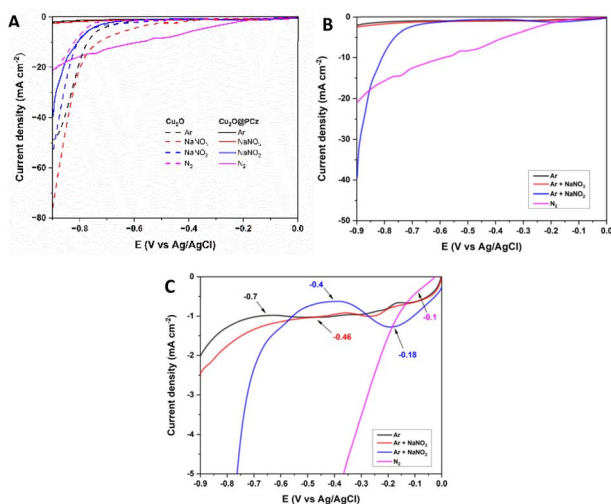 A
Current density (mA cm⁻²)
0
−20
−40
−60
−80
Cu₂O
Cu₂O@PCz
Ar
Ar
NaNO₃
NaNO₃
NaNO₂
NaNO₂
N₂
N₂
−0.8
−0.6
−0.4
−0.2
0.0
E (V vs Ag/AgCl)
B
Current density (mA cm⁻²)
0
-10
-20
-30
-40
-50
Ar
Ar + NaNO₃
Ar + NaNO₂
N₂
-0.9
-0.8
-0.7
-0.6
-0.5
-0.4
-0.3
-0.2
-0.1
0.0
E (V vs Ag/AgCl)
C
Current density (mA cm⁻²)
0
-1
-2
-3
-4
-5
-0.7
-0.4
-0.1
-0.46
-0.18
Ar
Ar + NaNO₃
Ar + NaNO₂
N₂
-0.9
-0.8
-0.7
-0.6
-0.5
-0.4
-0.3
-0.2
-0.1
0.0
E (V vs Ag/AgCl)